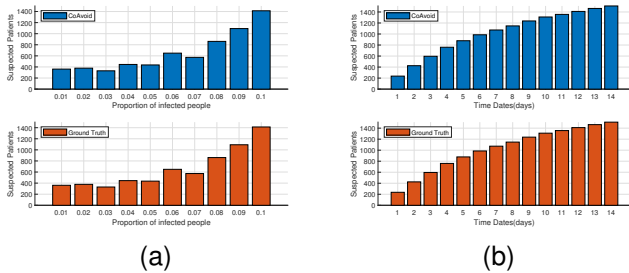 CoAvoid
Suspected Patients
1400
1200
1000
800
600
400
200
0
0.01 0.02 0.03 0.04 0.05 0.06 0.07 0.08 0.09 0.1
Proportion of infected people
Ground Truth
Suspected Patients
1400
1200
1000
800
600
400
200
0
0.01 0.02 0.03 0.04 0.05 0.06 0.07 0.08 0.09 0.1
Proportion of infected people
(a)
CoAvoid
Suspected Patients
1400
1200
1000
800
600
400
200
0
1 2 3 4 5 6 7 8 9 10 11 12 13 14
Time Dates(days)
Ground Truth
Suspected Patients
1400
1200
1000
800
600
400
200
0
1 2 3 4 5 6 7 8 9 10 11 12 13 14
Time Dates(days)
(b)